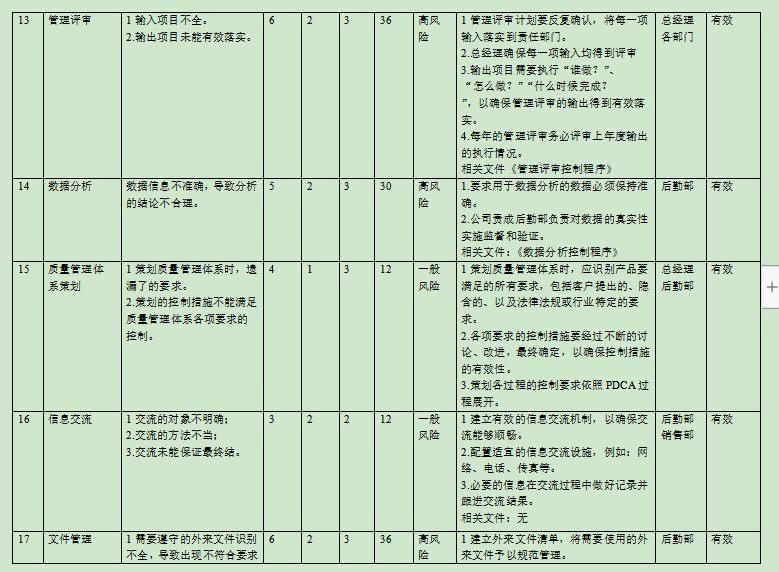 13 管理评审 1 输入项目不全。 6 2 3 36 高风 1 管理评审计划要反复确认，将每一项 总经理 有效
2.输出项目未能有效落实。 险 输入落实到责任部门。 各部门
2.总经理确保每一项输入均得到评审
3.输出项目需要执行“谁做？”、
“怎么做？”“什么时候完成？
”，以确保管理评审的输出得到有效落
实。
4.每年的管理评审务必评审上年度输出
的执行情况。
相关文件《管理评审控制程序》
14 数据分析 数据信息不准确，导致分析 5 2 3 30 高风 1.要求用于数据分析的数据必须保持准 后勤部 有效
的结论不合理。 险 确。
2.公司责成后勤部负责对数据的真实性
实施监督和验证。
相关文件：《数据分析控制程序》
15 质量管理体 1 策划质量管理体系时，遗 4 1 3 12 一般 1 策划质量管理体系时，应识别产品要 总经理 有效
系策划 漏了的要求。 风险 满足的所有要求，包括客户提出的、隐 后勤部
2.策划的控制措施不能满足 含的、以及法律法规或行业特定的要
质量管理体系各项要求的 求。
控制。 2.各项要求的控制措施要经过不断的讨
论、改进，最终确定，以确保控制措施
的有效性。
3.策划各过程的控制要求依照 PDCA 过
程展开。
16 信息交流 1 交流的对象不明确； 3 2 2 12 一般 1 建立有效的信息交流机制，以确保交 后勤部 有效
2.交流的方法不当； 风险 流能够顺畅。 销售部
3.交流未能保证最终结。 2.配置适宜的信息交流设施，例如：网
络、电话、传真等。
3.必要的信息在交流过程中做好记录并
跟进交流结果。
相关文件：无
17 文件管理 1 需要遵守的外来文件识别 6 2 3 36 高风 1 建立外来文件清单，将需要使用的外 后勤部 有效
不全，导致出现不符合要求 险 来文件予以规范管理。